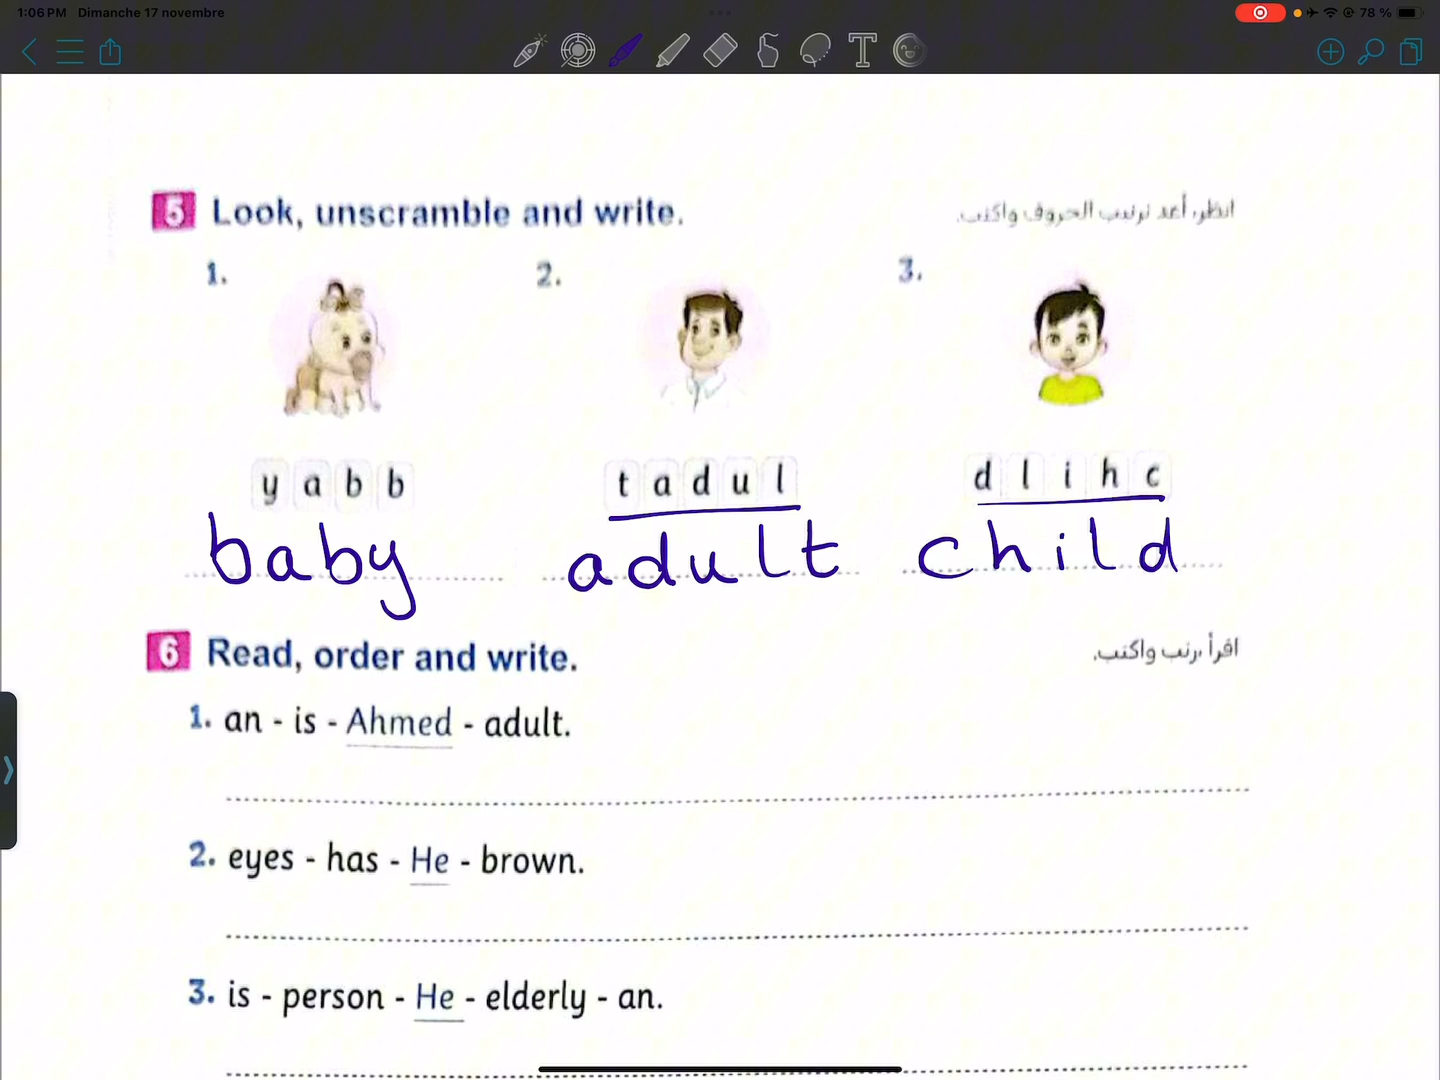 1:06 PM Dimanche 17 novembre
78 %
5 Look, unscramble and write.
انظر، أعد ترتيب الحروف واكتب.
1. 2. 3.
y a b b t a d u l d l i h c
baby adult child
6 Read, order and write.
اقرأ، رتب واكتب.
1. an - is - Ahmed - adult.
2. eyes - has - He - brown.
3. is - person - He - elderly - an.